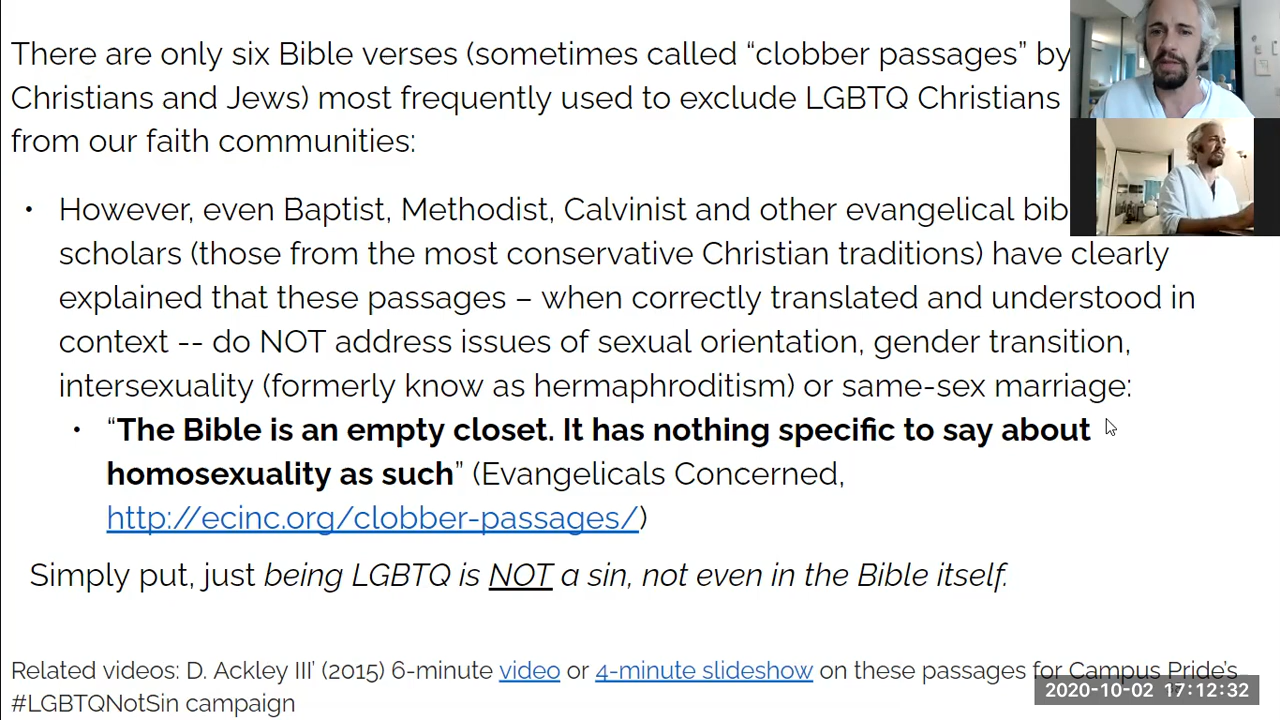 There are only six Bible verses (sometimes called “clobber passages” by
Christians and Jews) most frequently used to exclude LGBTQ Christians
from our faith communities:
• However, even Baptist, Methodist, Calvinist and other evangelical bib
scholars (those from the most conservative Christian traditions) have clearly
explained that these passages – when correctly translated and understood in
context -- do NOT address issues of sexual orientation, gender transition,
intersexuality (formerly know as hermaphroditism) or same-sex marriage:
• “The Bible is an empty closet. It has nothing specific to say about
homosexuality as such” (Evangelicals Concerned,
http://ecinc.org/clobber-passages/)
Simply put, just being LGBTQ is NOT a sin, not even in the Bible itself.
Related videos: D. Ackley III’ (2015) 6-minute video or 4-minute slideshow on these passages for Campus Pride’s
#LGBTQNotSin campaign
2020-10-02 17:12:32